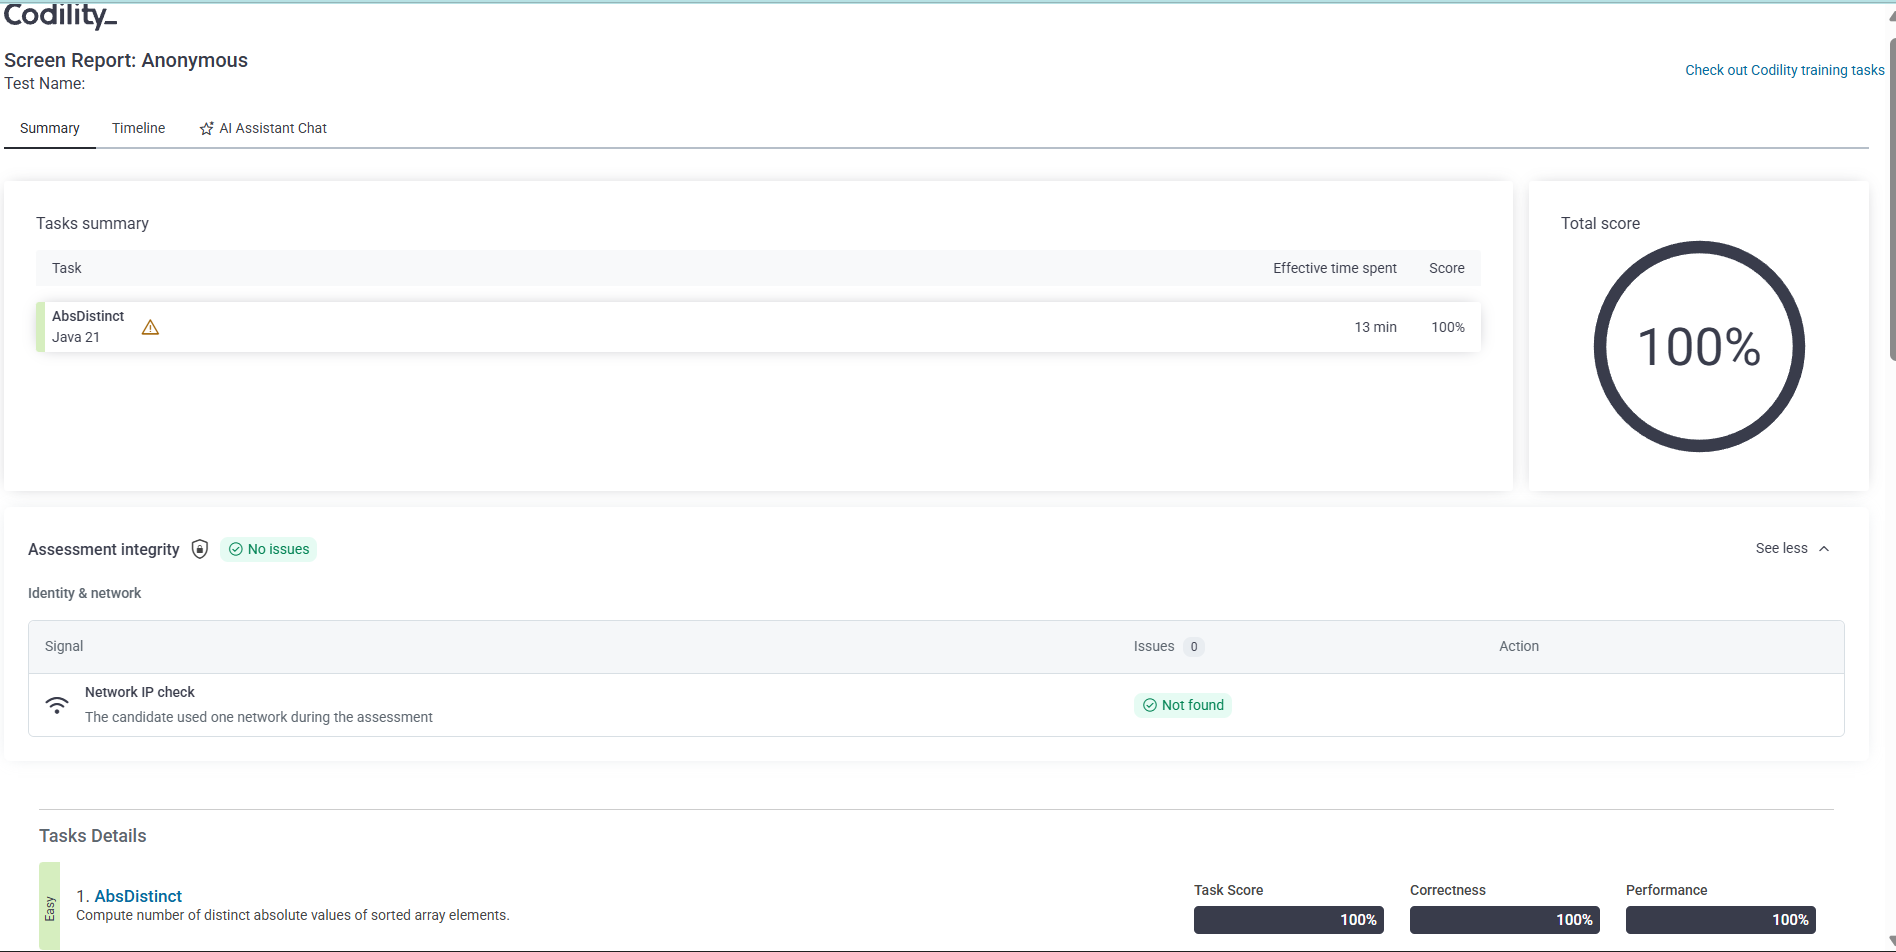 Codility_
Screen Report: Anonymous
Test Name:
Check out Codility training tasks
Summary
Timeline
AI Assistant Chat
Tasks summary
Task
Effective time spent
Score
AbsDistinct
Java 21
13 min
100%
Total score
100%
Assessment integrity
No issues
See less
Identity & network
Signal
Issues 0
Action
Network IP check
The candidate used one network during the assessment
Not found
Tasks Details
Easy
1. AbsDistinct
Compute number of distinct absolute values of sorted array elements.
Task Score
100%
Correctness
100%
Performance
100%